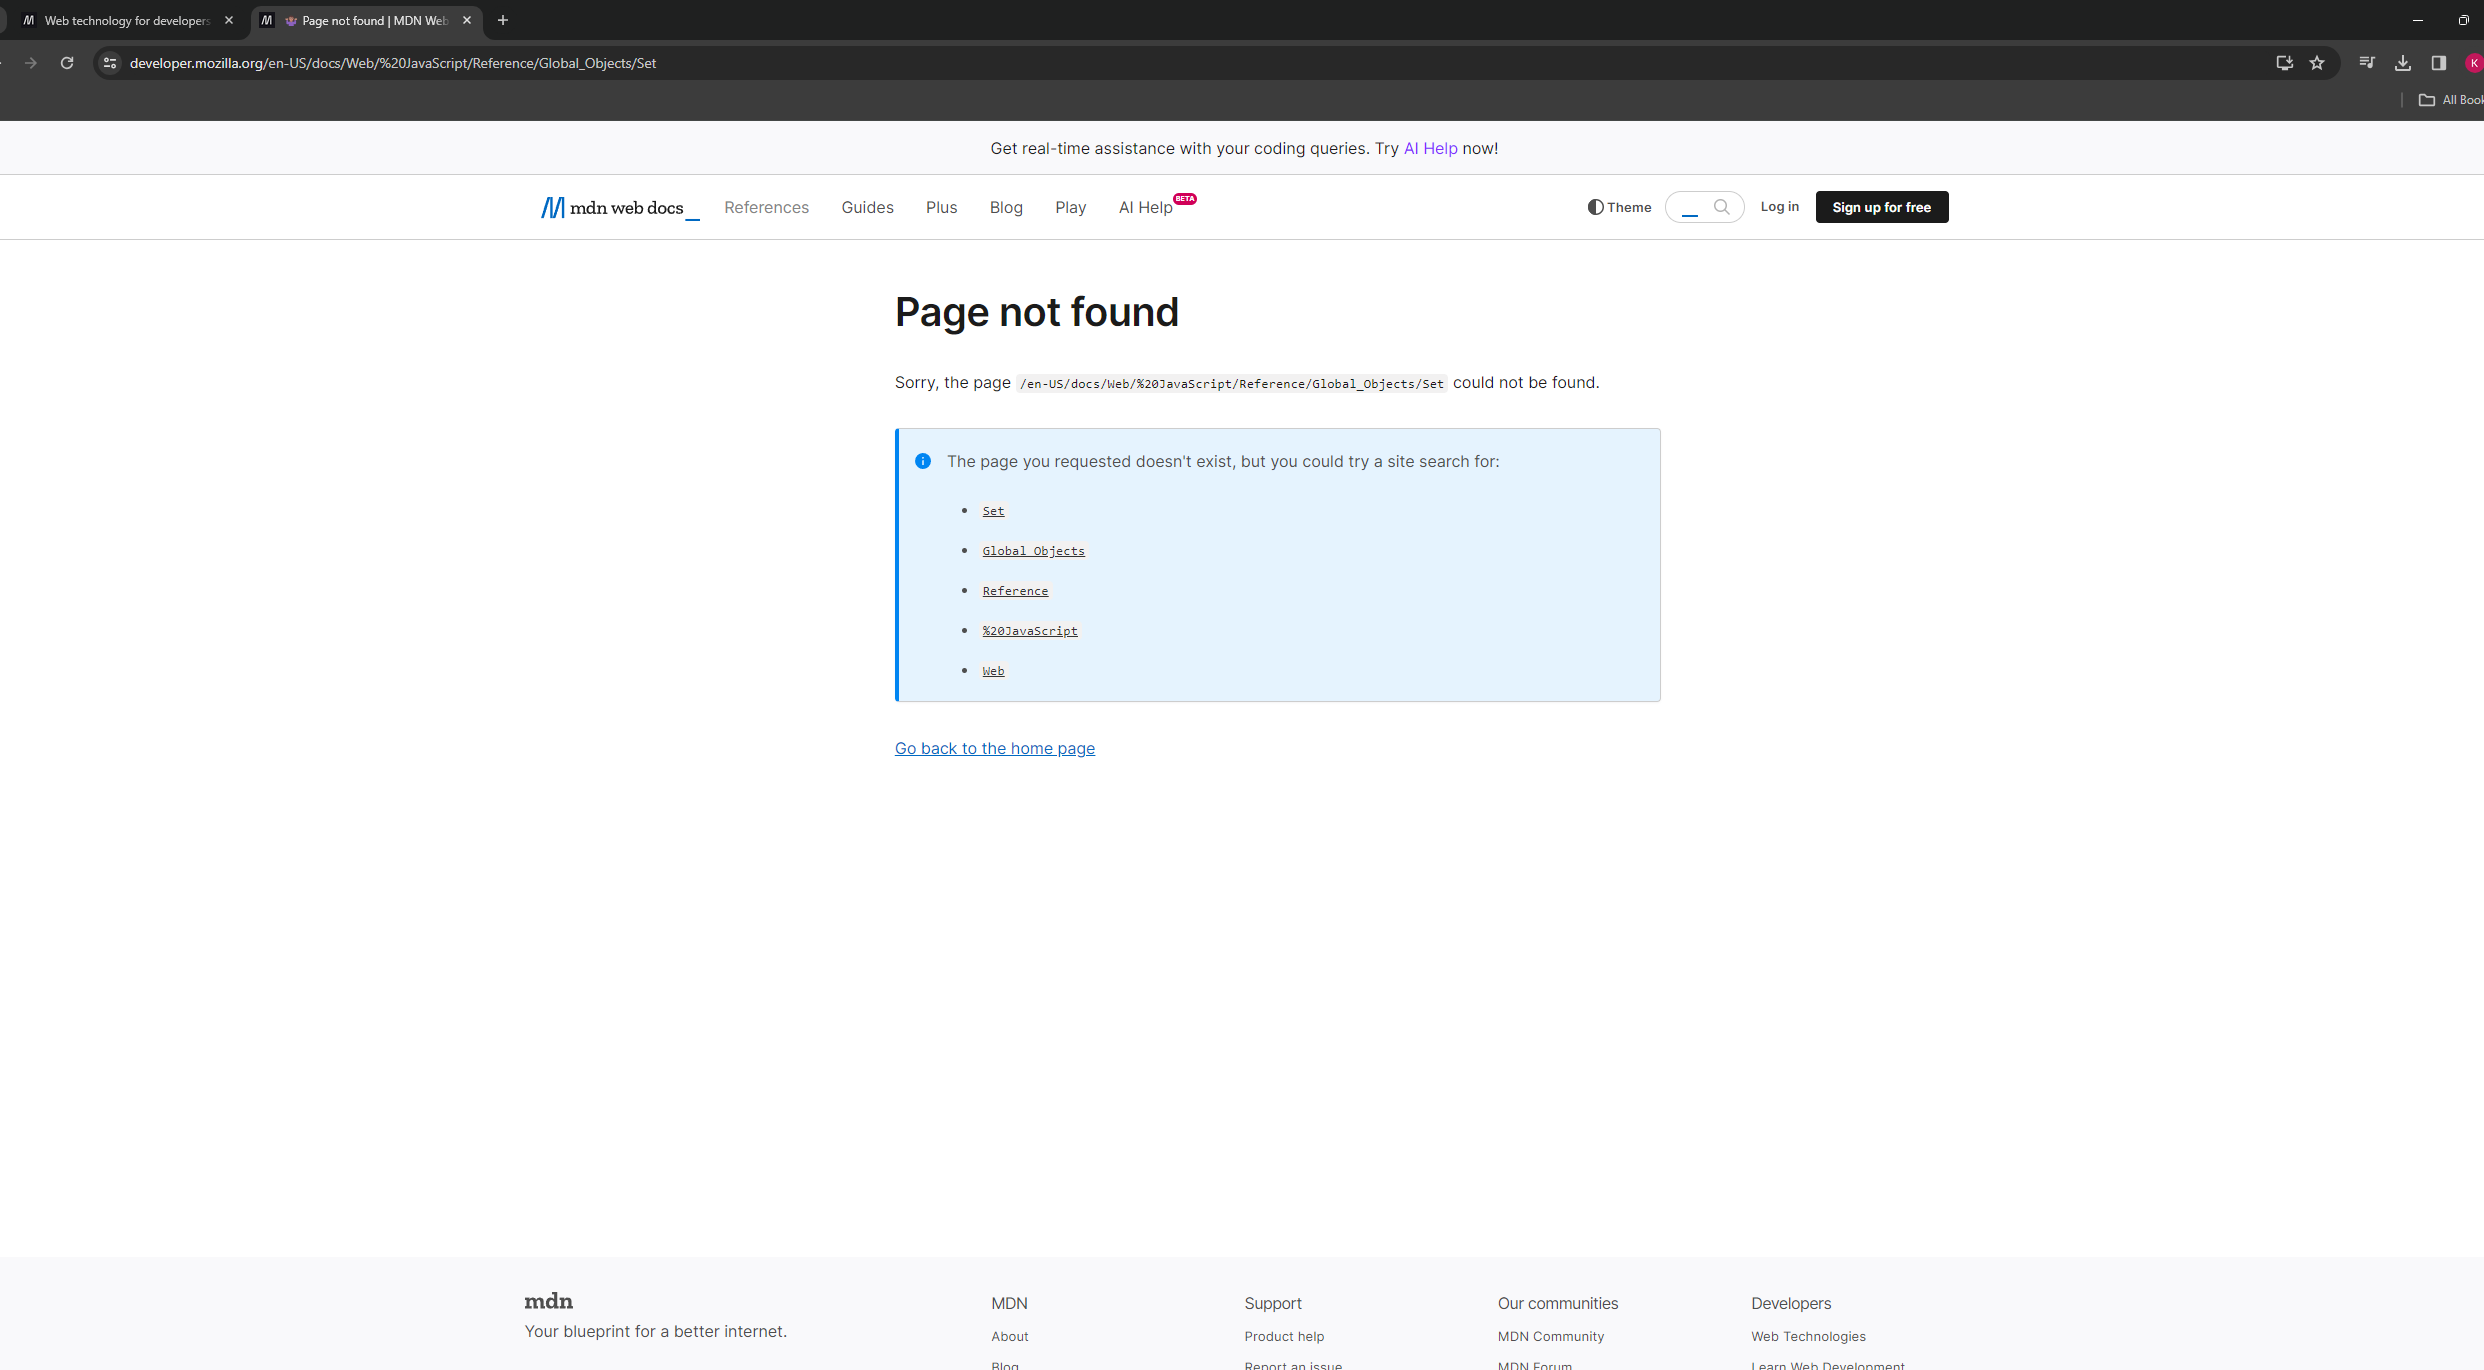 Web technology for developers
Page not found | MDN Web
developer.mozilla.org/en-US/docs/Web/%20JavaScript/Reference/Global_Objects/Set
K
All Book
Get real-time assistance with your coding queries. Try AI Help now!
mdn web docs_
References
Guides
Plus
Blog
Play
AI Help
BETA
Theme
Log in
Sign up for free
Page not found
Sorry, the page /en-US/docs/Web/%20JavaScript/Reference/Global_Objects/Set could not be found.
The page you requested doesn't exist, but you could try a site search for:
Set
Global Objects
Reference
%20JavaScript
Web
Go back to the home page
mdn
Your blueprint for a better internet.
MDN
About
Blog
Support
Product help
Report an issue
Our communities
MDN Community
MDN Forum
Developers
Web Technologies
Learn Web Development